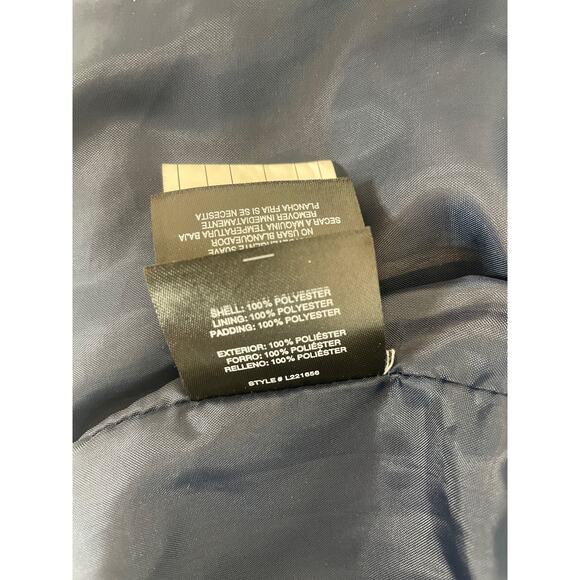 PLANCHA FRIA SI SE NECESITA
REMOVER INMEDIATAMENTE
SECAR A MAQUINA TEMPERATURA BAJA
NO USAR BLANQUEADOR
SUAVE
SHELL: 100% POLYESTER
LINING: 100% POLYESTER
PADDING: 100% POLYESTER
EXTERIOR: 100% POLIÉSTER
FORRO: 100% POLIÉSTER
RELLENO: 100% POLIÉSTER
STYLE # L221656